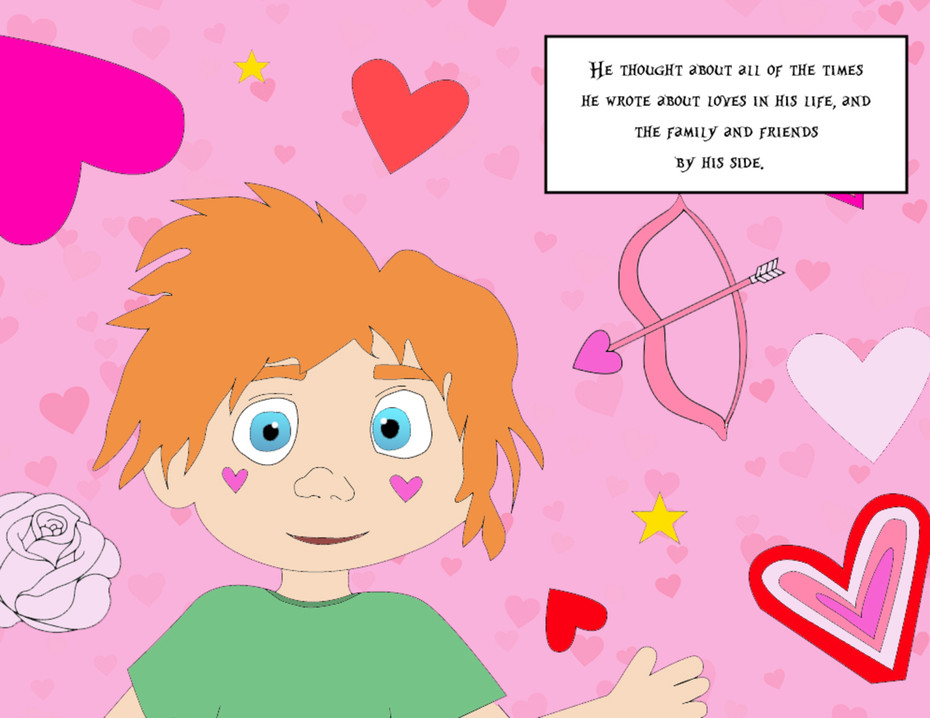 He thought about all of the times
he wrote about loves in his life, and
the family and friends
by his side.